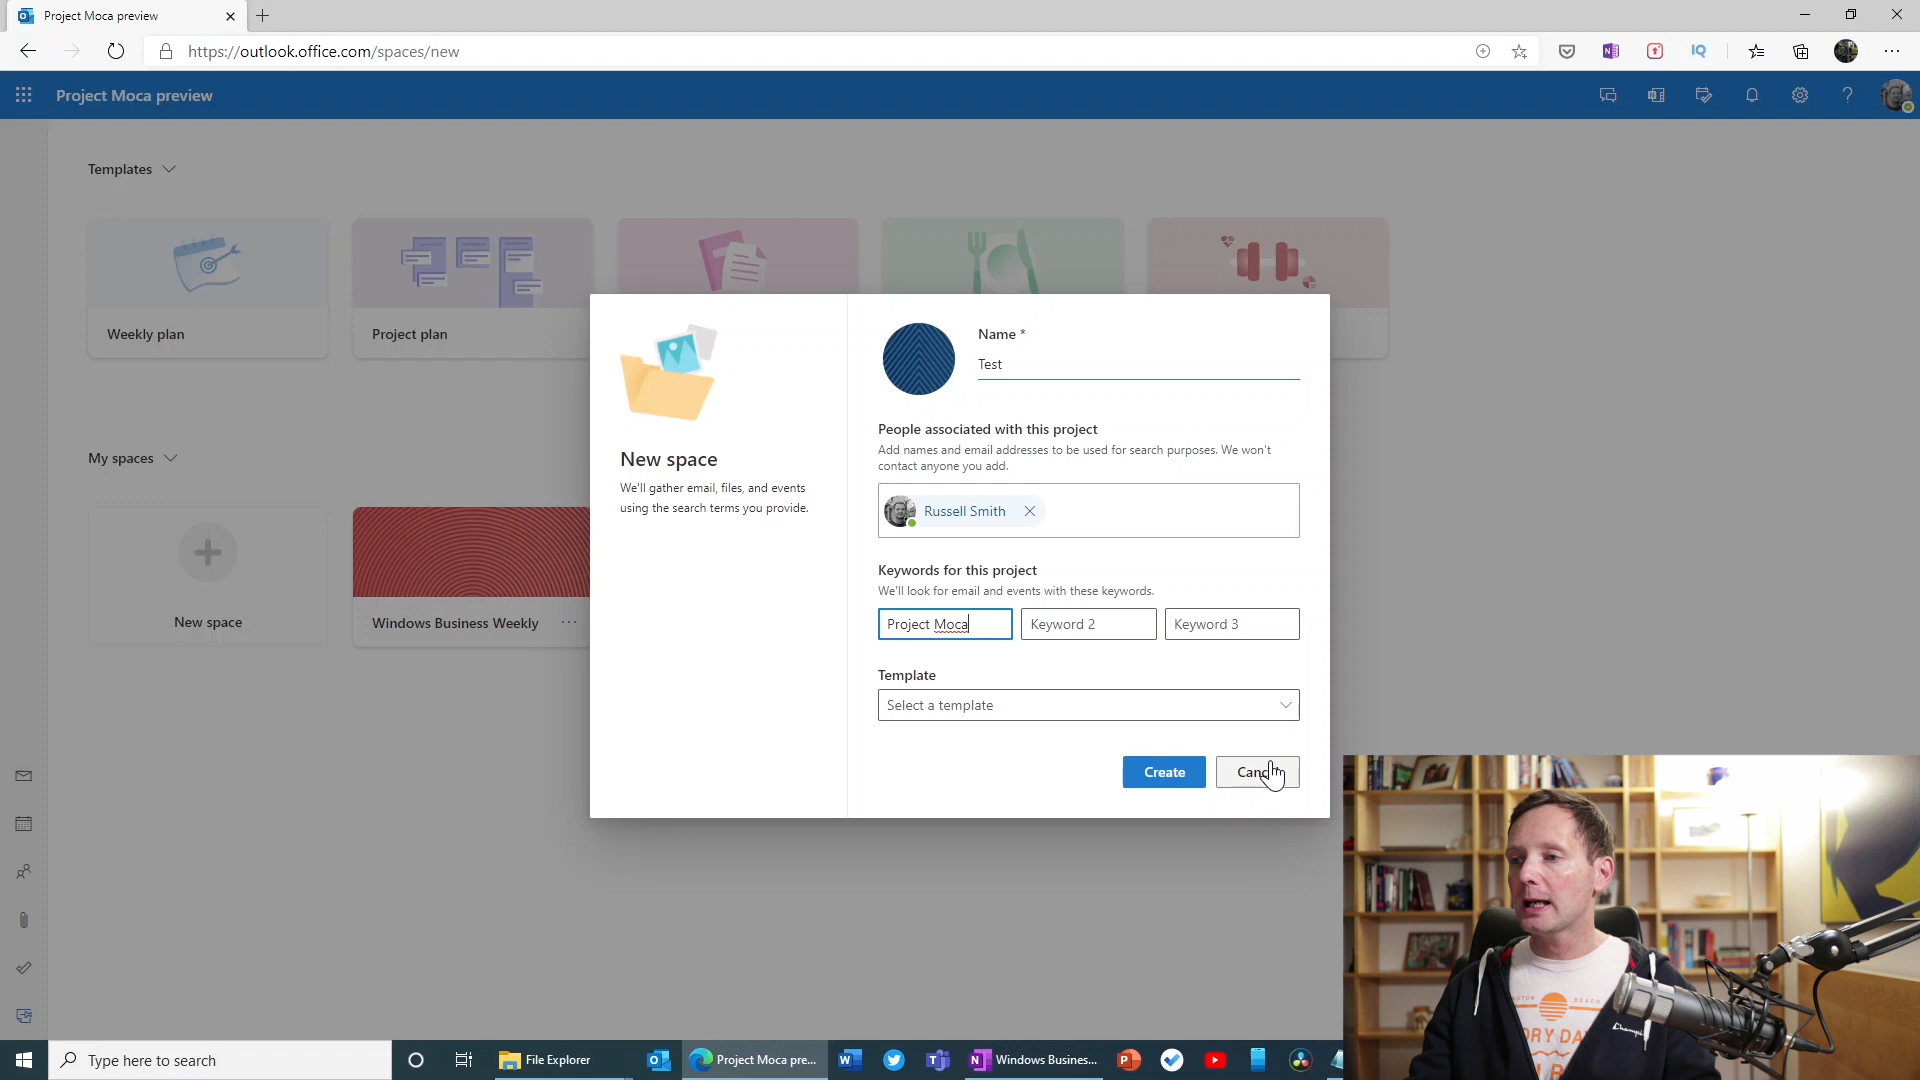 Project Moca preview
https://outlook.office.com/spaces/new
IQ
Project Moca preview
Templates
Weekly plan
Project plan
My spaces
New space
Windows Business Weekly
New space
We'll gather email, files, and events
using the search terms you provide.
Name *
Test
People associated with this project
Add names and email addresses to be used for search purposes. We won't
contact anyone you add.
Russell Smith
Keywords for this project
We'll look for email and events with these keywords.
Project Moca
Keyword 2
Keyword 3
Template
Select a template
Create
Type here to search
File Explorer
Project Moca pre...
Windows Busines...
Champion